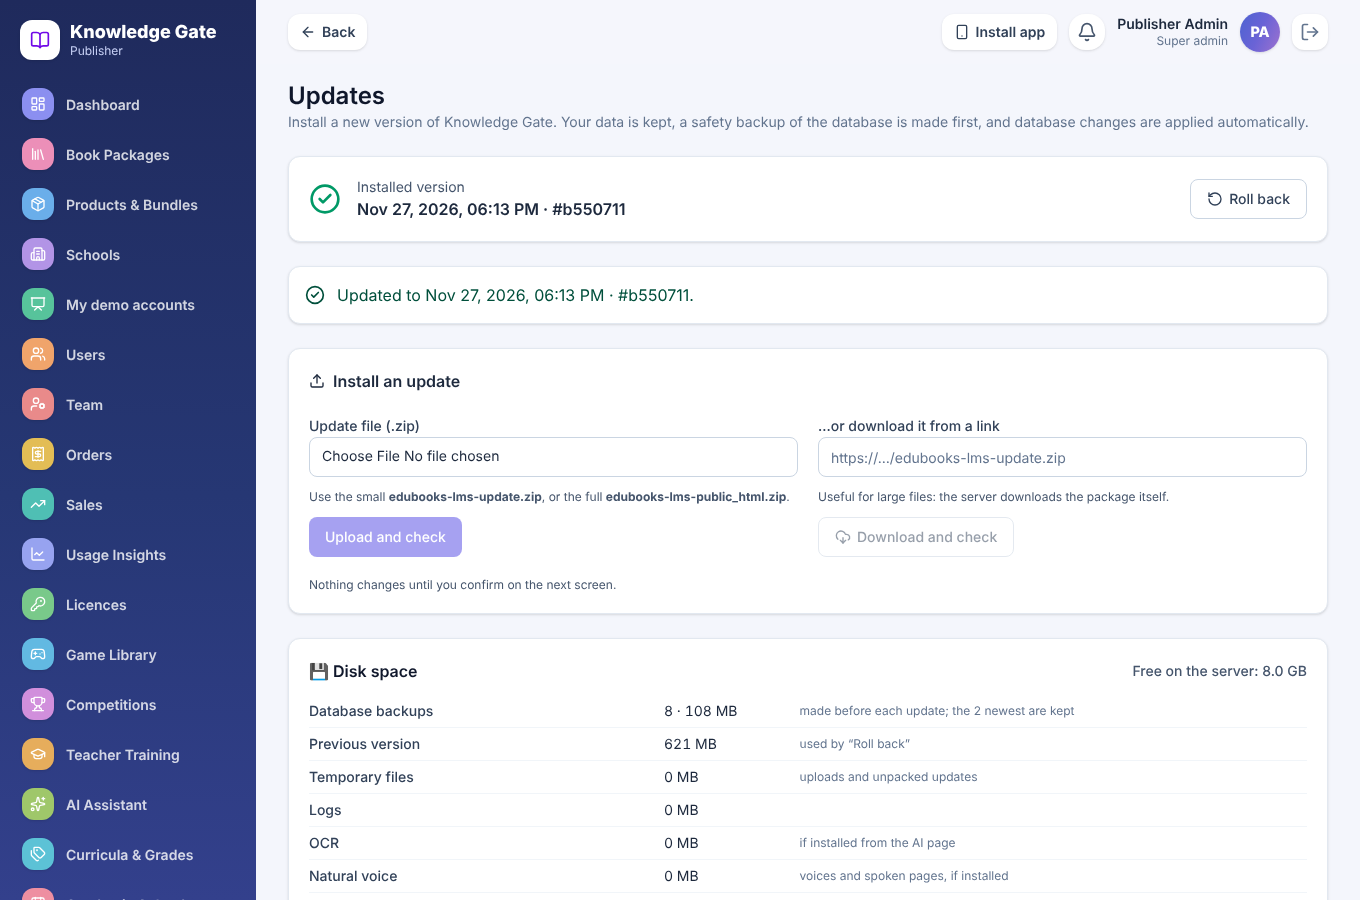 Knowledge Gate
Publisher
Dashboard
Book Packages
Products & Bundles
Schools
My demo accounts
Users
Team
Orders
Sales
Usage Insights
Licences
Game Library
Competitions
Teacher Training
AI Assistant
Curricula & Grades
Back
Install app
Publisher Admin
Super admin
PA
Updates
Install a new version of Knowledge Gate. Your data is kept, a safety backup of the database is made first, and database changes are applied automatically.
Installed version
Nov 27, 2026, 06:13 PM · #b550711
Roll back
Updated to Nov 27, 2026, 06:13 PM · #b550711.
Install an update
Update file (.zip)
Choose File No file chosen
Use the small edubooks-lms-update.zip, or the full edubooks-lms-public_html.zip.
Upload and check
...or download it from a link
https://.../edubooks-lms-update.zip
Useful for large files: the server downloads the package itself.
Download and check
Nothing changes until you confirm on the next screen.
Disk space
Free on the server: 8.0 GB
Database backups 8 · 108 MB made before each update; the 2 newest are kept
Previous version 621 MB used by “Roll back”
Temporary files 0 MB uploads and unpacked updates
Logs 0 MB
OCR 0 MB if installed from the AI page
Natural voice 0 MB voices and spoken pages, if installed